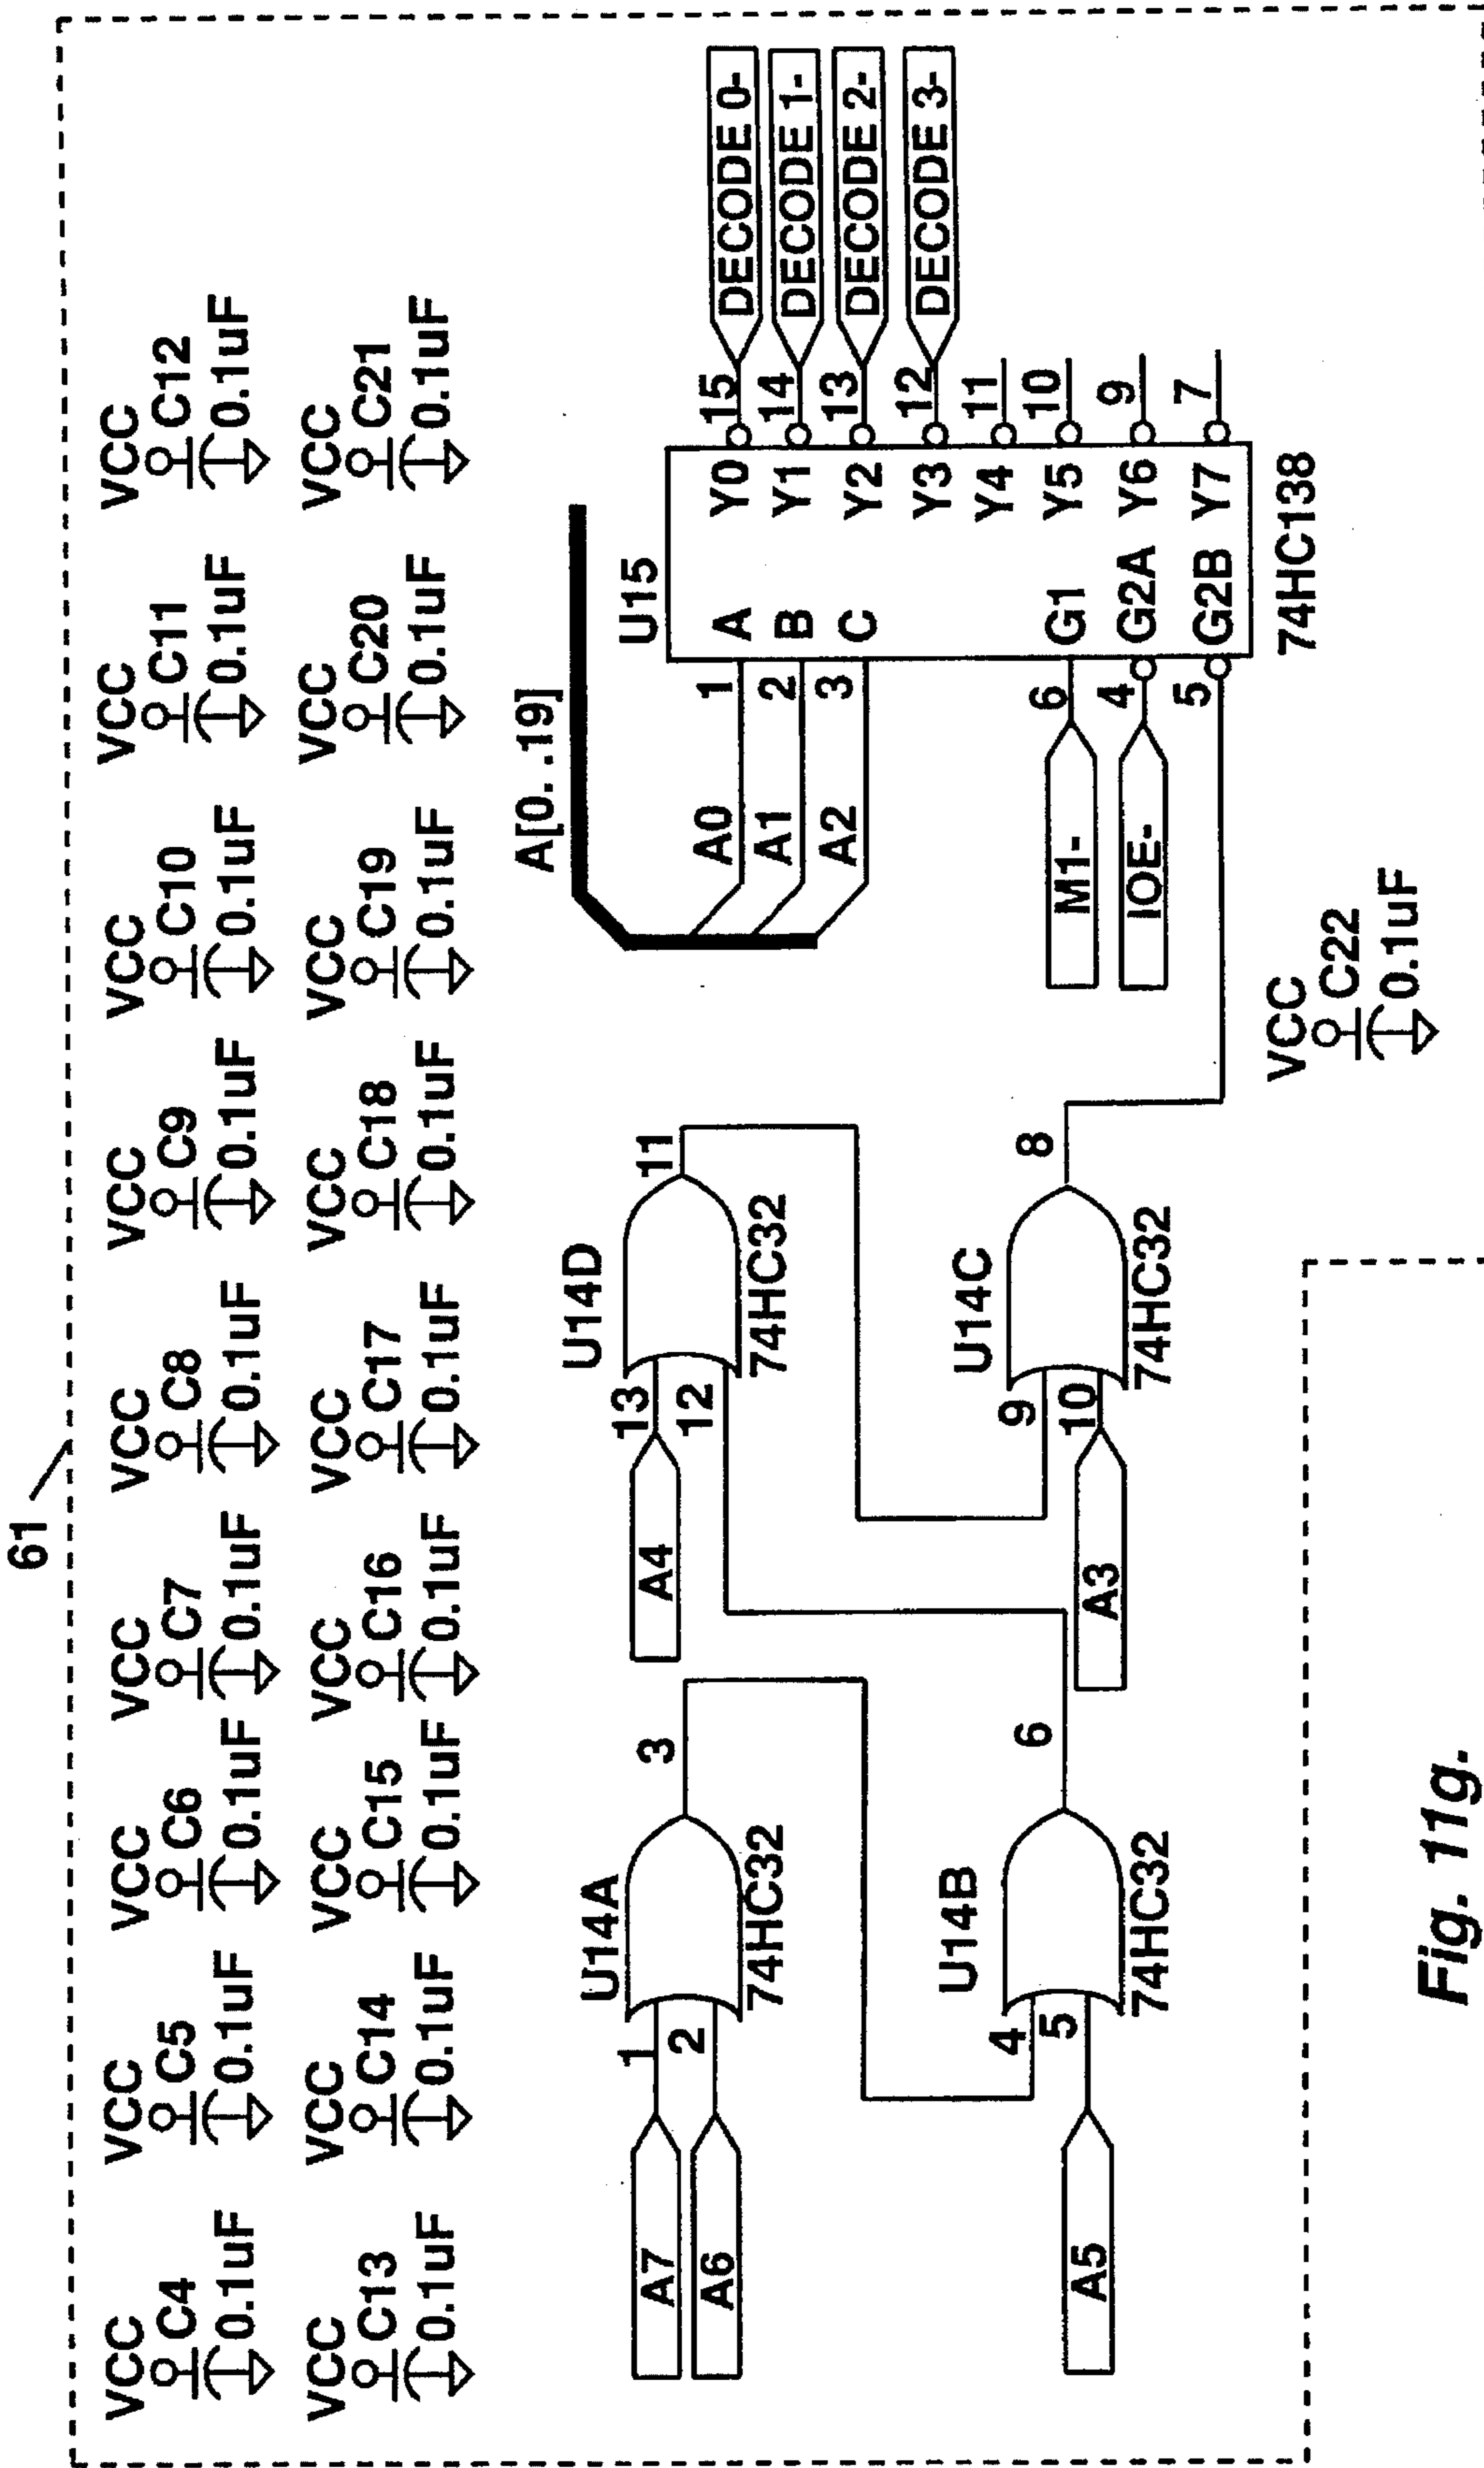 61
VCC VCC VCC VCC VCC VCC VCC VCC VCC
C4 C5 C6 C7 C8 C9 C10 C11 C12
0.1uF 0.1uF 0.1uF 0.1uF 0.1uF 0.1uF 0.1uF 0.1uF 0.1uF
VCC VCC VCC VCC VCC VCC VCC VCC VCC
C13 C14 C15 C16 C17 C18 C19 C20 C21
0.1uF 0.1uF 0.1uF 0.1uF 0.1uF 0.1uF 0.1uF 0.1uF 0.1uF
A7
A6
1
2
U14A
74HC32
3
A5
4
5
U14B
74HC32
6
A4
13
12
U14D
74HC32
11
A3
9
10
U14C
74HC32
8
A[0. .19]
A0
A1
A2
M1-
IOE-
1
2
3
6
4
5
U15
A Y0
B Y1
C Y2
Y3
Y4
G1 Y5
G2A Y6
G2B Y7
74HC138
15 DECODE 0-
14 DECODE 1-
13 DECODE 2-
12 DECODE 3-
11
10
9
7
VCC
C22
0.1uF
Fig. 11g.